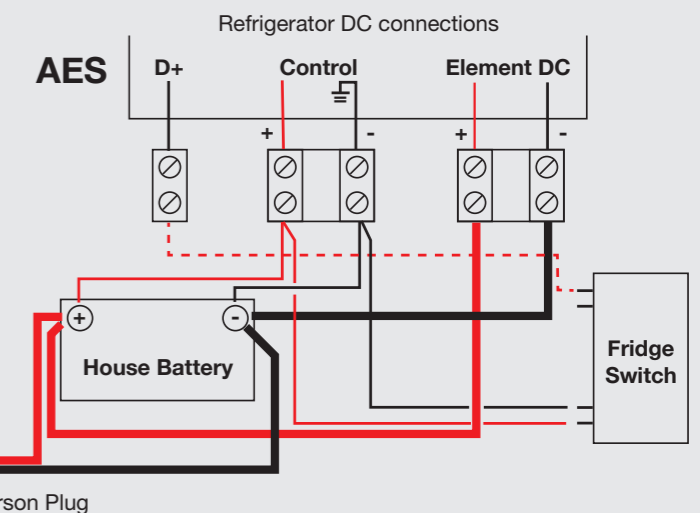 Refrigerator DC connections
AES D+ Control Element DC
+ - + -
+ -
House Battery
Fridge
Switch
rson Plug